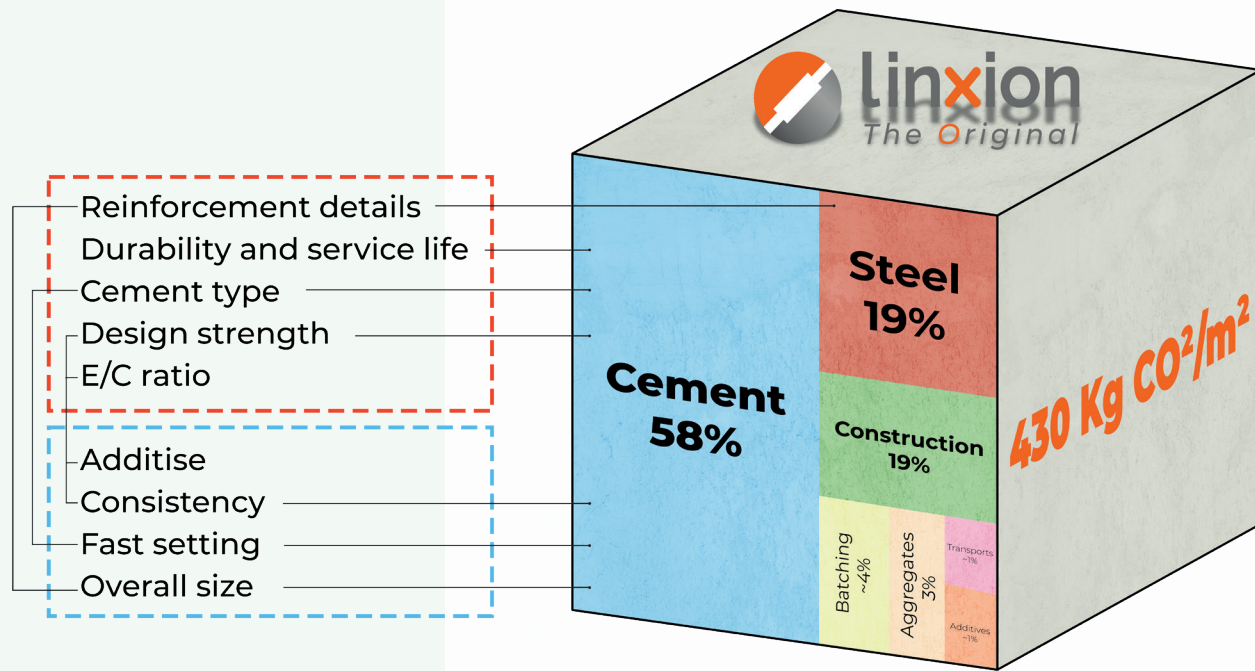 linxion
The Original
Reinforcement details
Durability and service life
Cement type
Design strength
E/C ratio
Additise
Consistency
Fast setting
Overall size
Cement
58%
Steel
19%
Construction
19%
Batching
~4%
Aggregates
3%
Transports
~1%
Additives
~1%
430 Kg CO²/m²